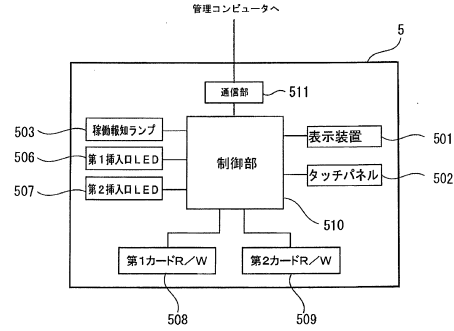 管理コンピュータへ
5
通信部
511
503
稼働報知ランプ
表示装置
501
506
第1挿入口LED
制御部
タッチパネル
502
507
第2挿入口LED
510
第1カードR/W
第2カードR/W
508
509